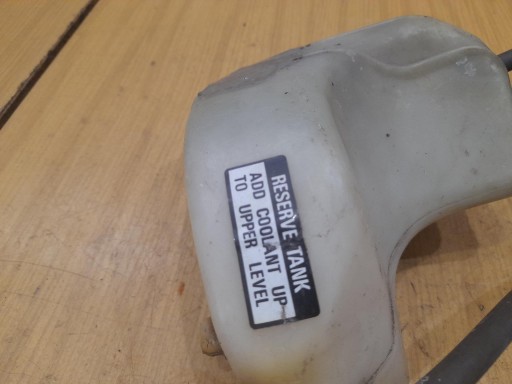 RESERVE TANK
ADD COOLANT UP
TO UPPER LEVEL